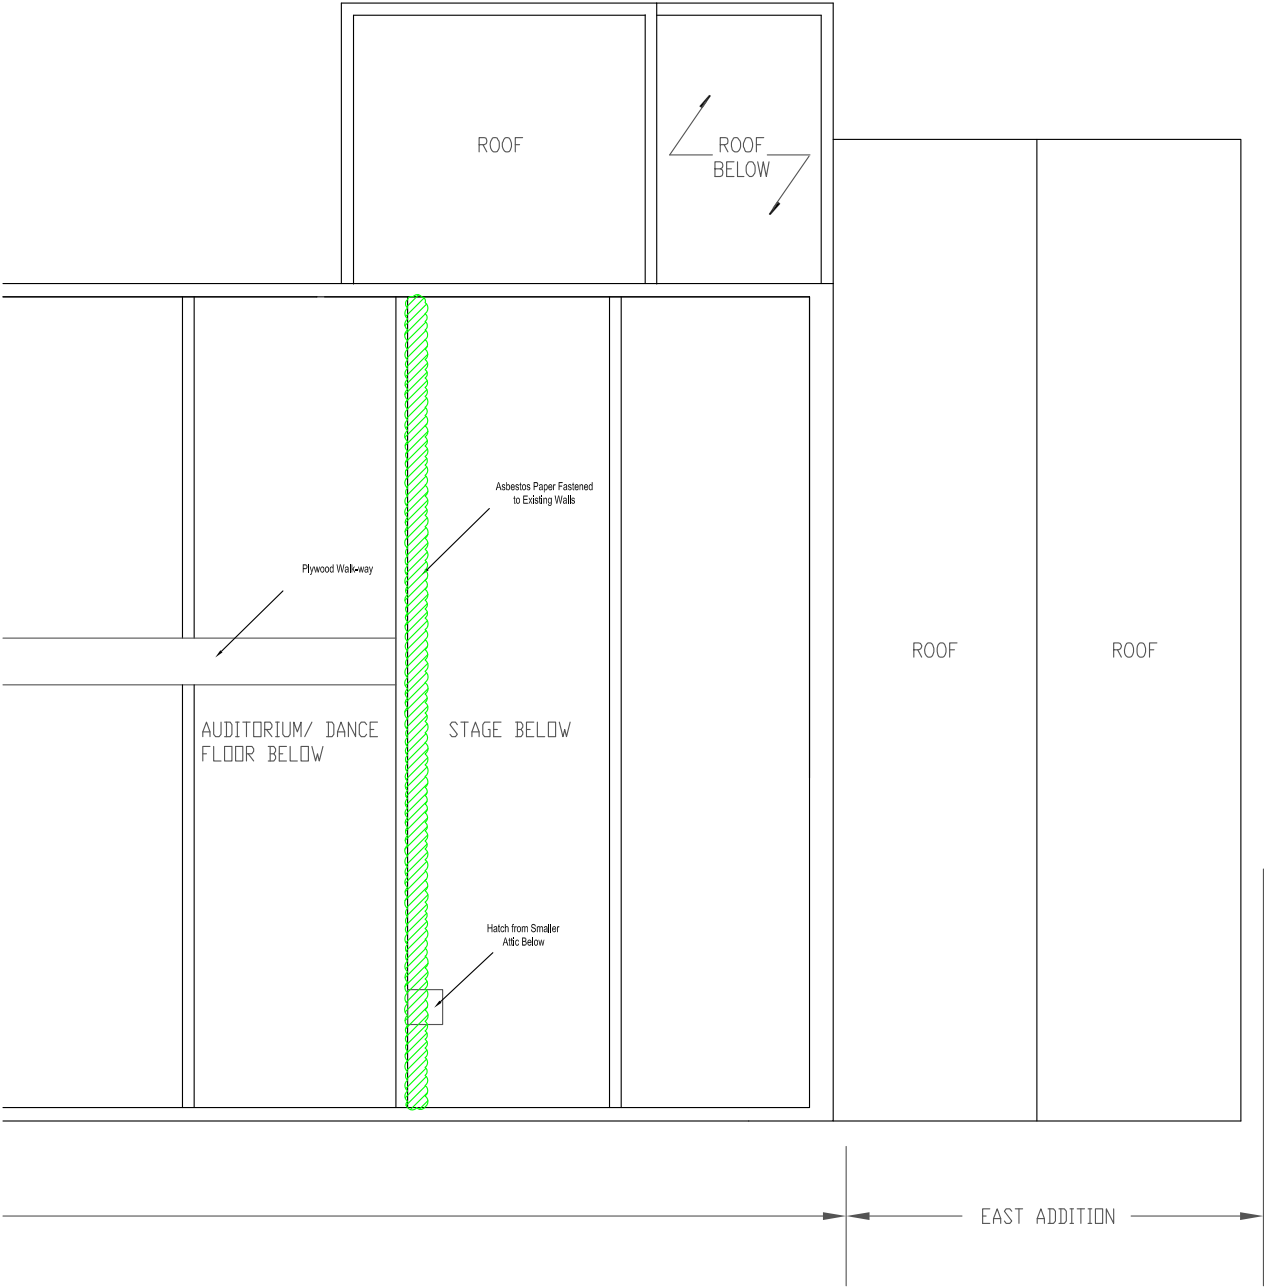 ROOF
ROOF
BELOW
Asbestos Paper Fastened
to Existing Walls
Plywood Walk-way
ROOF
ROOF
AUDITORIUM/ DANCE
FLOOR BELOW
STAGE BELOW
Hatch from Smaller
Attic Below
EAST ADDITION